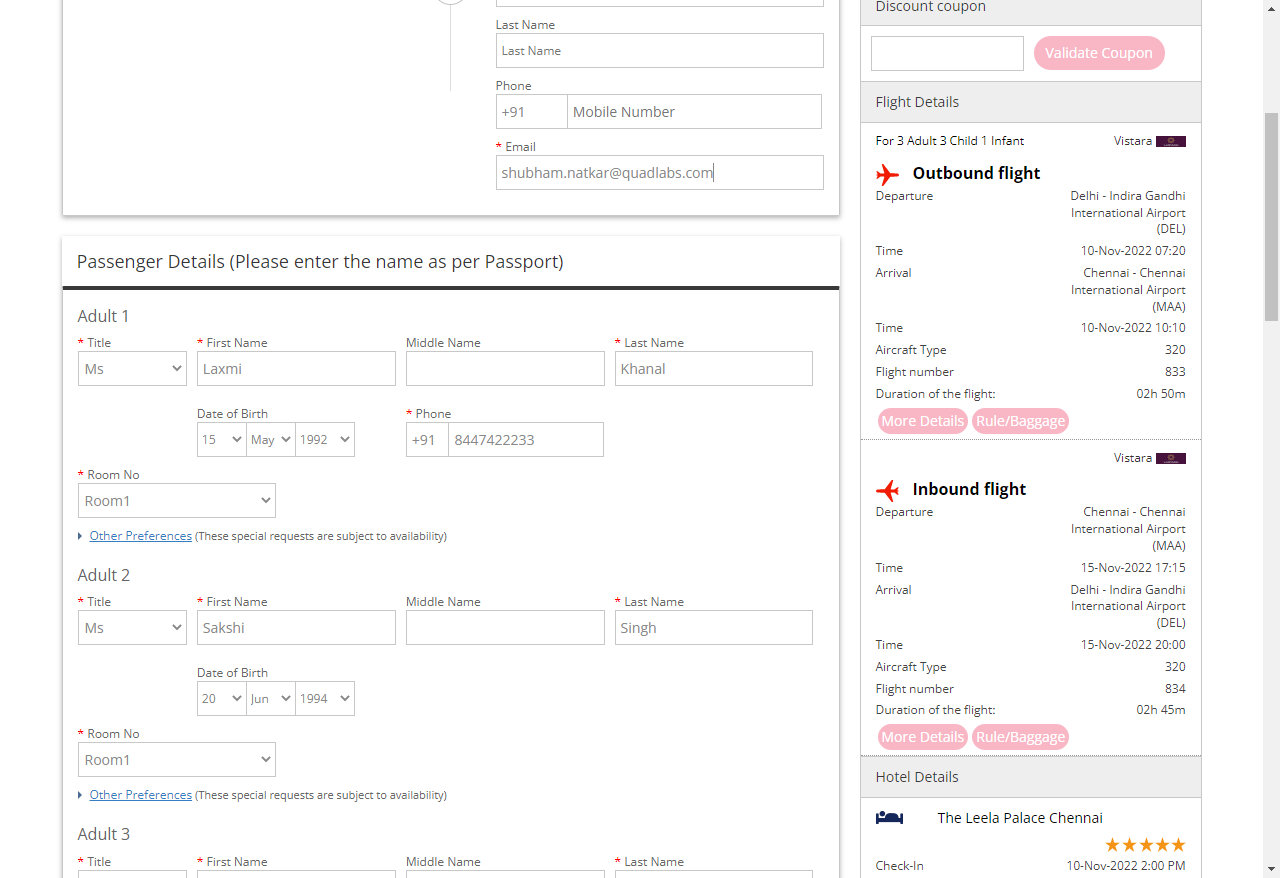 Last Name
Last Name
Phone
+91 Mobile Number
* Email
shubham.natkar@quadlabs.com
Passenger Details (Please enter the name as per Passport)
Adult 1
* Title * First Name Middle Name * Last Name
Ms Laxmi Khanal
Date of Birth * Phone
15 May 1992 +91 8447422233
* Room No
Room1
Other Preferences (These special requests are subject to availability)
Adult 2
* Title * First Name Middle Name * Last Name
Ms Sakshi Singh
Date of Birth
20 Jun 1994
* Room No
Room1
Other Preferences (These special requests are subject to availability)
Adult 3
* Title * First Name Middle Name * Last Name
Discount coupon
Validate Coupon
Flight Details
For 3 Adult 3 Child 1 Infant Vistara
Outbound flight
Departure Delhi - Indira Gandhi
International Airport
(DEL)
Time 10-Nov-2022 07:20
Arrival Chennai - Chennai
International Airport
(MAA)
Time 10-Nov-2022 10:10
Aircraft Type 320
Flight number 833
Duration of the flight: 02h 50m
More Details Rule/Baggage
Vistara
Inbound flight
Departure Chennai - Chennai
International Airport
(MAA)
Time 15-Nov-2022 17:15
Arrival Delhi - Indira Gandhi
International Airport
(DEL)
Time 15-Nov-2022 20:00
Aircraft Type 320
Flight number 834
Duration of the flight: 02h 45m
More Details Rule/Baggage
Hotel Details
The Leela Palace Chennai
Check-In 10-Nov-2022 2:00 PM